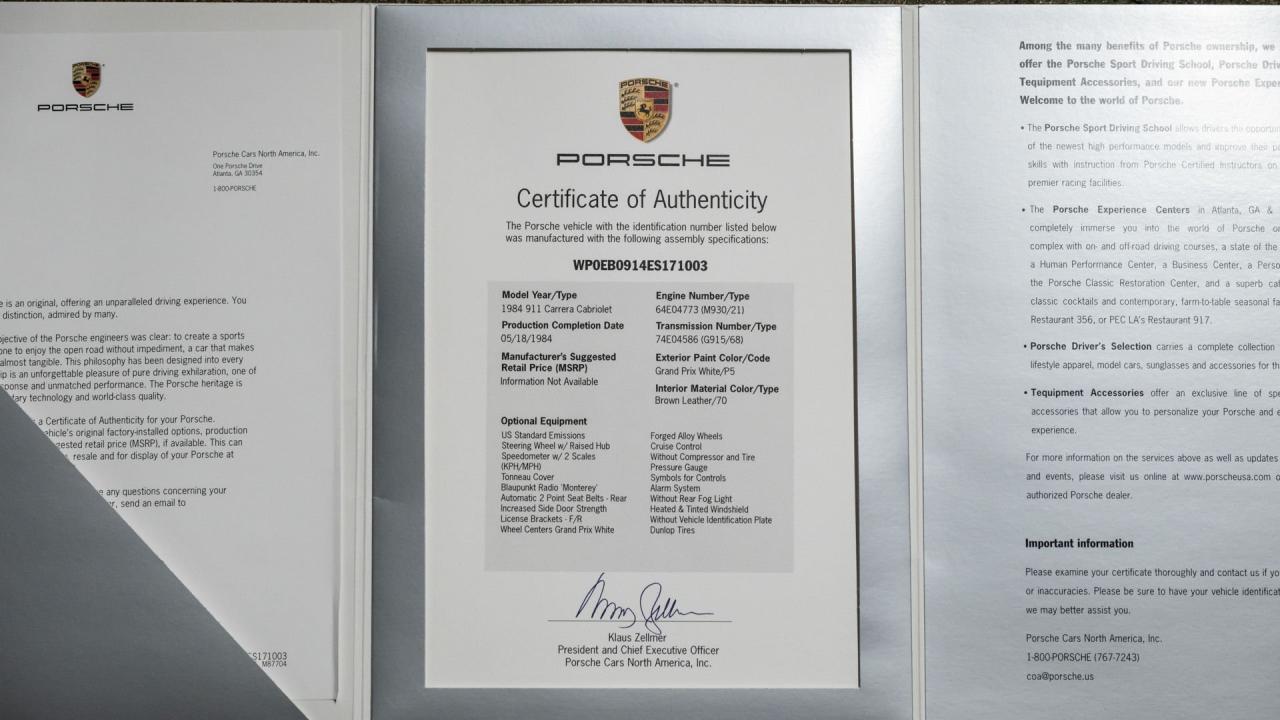 PORSCHE
Porsche Cars North America, Inc.
One Porsche Drive
Atlanta, GA 30354
1-800-PORSCHE
e is an original, offering an unparalleled driving experience. You
distinction, admired by many.
jective of the Porsche engineers was clear: to create a sports
one to enjoy the open road without impediment, a car that makes
almost tangible. This philosophy has been designed into every
ip is an unforgettable pleasure of pure driving exhilaration, one of
sponse and unmatched performance. The Porsche heritage is
tary technology and world-class quality.
a Certificate of Authenticity for your Porsche.
ehicle's original factory-installed options, production
gested retail price (MSRP), if available. This can
resale and for display of your Porsche at
e any questions concerning your
r, send an email to
ES171003
M87704
PORSCHE
PORSCHE
Certificate of Authenticity
The Porsche vehicle with the identification number listed below
was manufactured with the following assembly specifications:
WP0EB0914ES171003
Model Year/Type
1984 911 Carrera Cabriolet
Production Completion Date
05/18/1984
Manufacturer's Suggested
Retail Price (MSRP)
Information Not Available
Engine Number/Type
64E04773 (M930/21)
Transmission Number/Type
74E04586 (G915/68)
Exterior Paint Color/Code
Grand Prix White/P5
Interior Material Color/Type
Brown Leather/70
Optional Equipment
US Standard Emissions
Steering Wheel w/ Raised Hub
Speedometer w/ 2 Scales
(KPH/MPH)
Tonneau Cover
Blaupunkt Radio 'Monterey'
Automatic 2 Point Seat Belts - Rear
Increased Side Door Strength
License Brackets - F/R
Wheel Centers Grand Prix White
Forged Alloy Wheels
Cruise Control
Without Compressor and Tire
Pressure Gauge
Symbols for Controls
Alarm System
Without Rear Fog Light
Heated & Tinted Windshield
Without Vehicle Identification Plate
Dunlop Tires
Klaus Zellmer
President and Chief Executive Officer
Porsche Cars North America, Inc.
Among the many benefits of Porsche ownership, we
offer the Porsche Sport Driving School, Porsche Driv
Tequipment Accessories, and our new Porsche Exper
Welcome to the world of Porsche.
• The Porsche Sport Driving School allows drivers the opportun
of the newest high performance models and improve their pe
skills with instruction from Porsche Certified Instructors on
premier racing facilities.
• The Porsche Experience Centers in Atlanta, GA &
completely immerse you into the world of Porsche on
complex with on- and off-road driving courses, a state of the
a Human Performance Center, a Business Center, a Perso
the Porsche Classic Restoration Center, and a superb caf
classic cocktails and contemporary, farm-to-table seasonal fa
Restaurant 356, or PEC LA's Restaurant 917.
• Porsche Driver's Selection carries a complete collection
lifestyle apparel, model cars, sunglasses and accessories for th
• Tequipment Accessories offer an exclusive line of spe
accessories that allow you to personalize your Porsche and e
experience.
For more information on the services above as well as updates
and events, please visit us online at www.porscheusa.com o
authorized Porsche dealer.
Important information
Please examine your certificate thoroughly and contact us if yo
or inaccuracies. Please be sure to have your vehicle identificat
we may better assist you.
Porsche Cars North America, Inc.
1-800-PORSCHE (767-7243)
coa@porsche.us